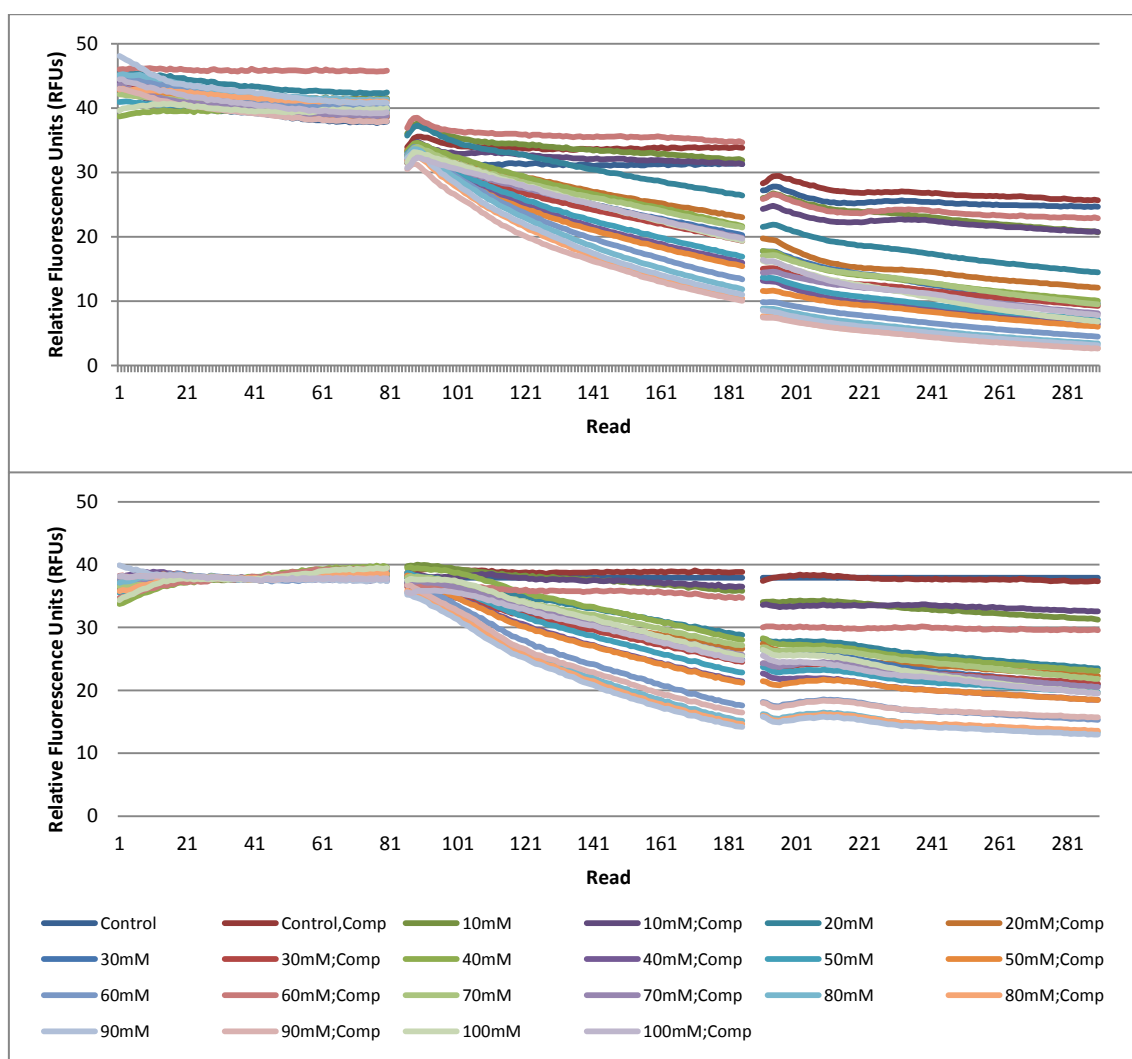 Relative Fluorescence Units (RFUs)
50
40
30
20
10
0
1 21 41 61 81 101 121 141 161 181 201 221 241 261 281
Read
Relative Fluorescence Units (RFUs)
50
40
30
20
10
0
1 21 41 61 81 101 121 141 161 181 201 221 241 261 281
Read
Control Control,Comp 10mM 10mM;Comp 20mM 20mM;Comp
30mM 30mM;Comp 40mM 40mM;Comp 50mM 50mM;Comp
60mM 60mM;Comp 70mM 70mM;Comp 80mM 80mM;Comp
90mM 90mM;Comp 100mM 100mM;Comp